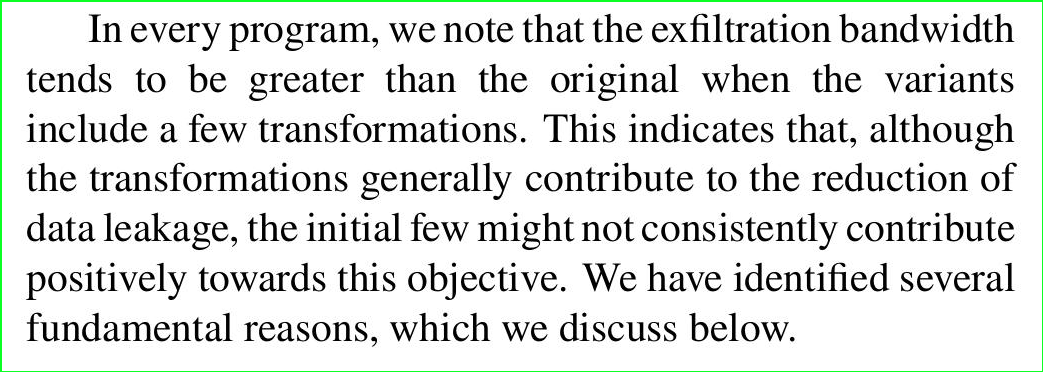 In every program, we note that the exfiltration bandwidth
tends to be greater than the original when the variants
include a few transformations. This indicates that, although
the transformations generally contribute to the reduction of
data leakage, the initial few might not consistently contribute
positively towards this objective. We have identified several
fundamental reasons, which we discuss below.